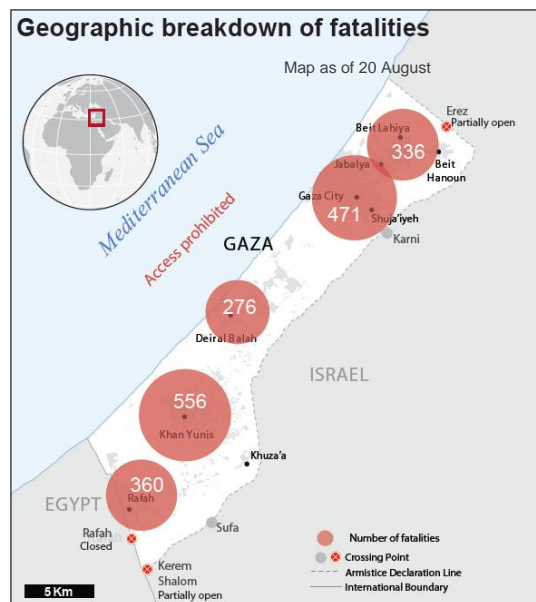 Geographic breakdown of fatalities
Map as of 20 August
Erez
Partially open
Beit Lahiya
336
Jabalya
Beit
Hanoun
Mediterranean Sea
Access prohibited
Gaza City
471
Shuja'iyeh
Karni
GAZA
276
Deiral Balah
ISRAEL
556
Khan Yunis
Khuza'a
360
Rafah
EGYPT
Sufa
Rafah
Closed
Kerem
Shalom
Partially open
Number of fatalities
Crossing Point
Armistice Declaration Line
International Boundary
5 Km